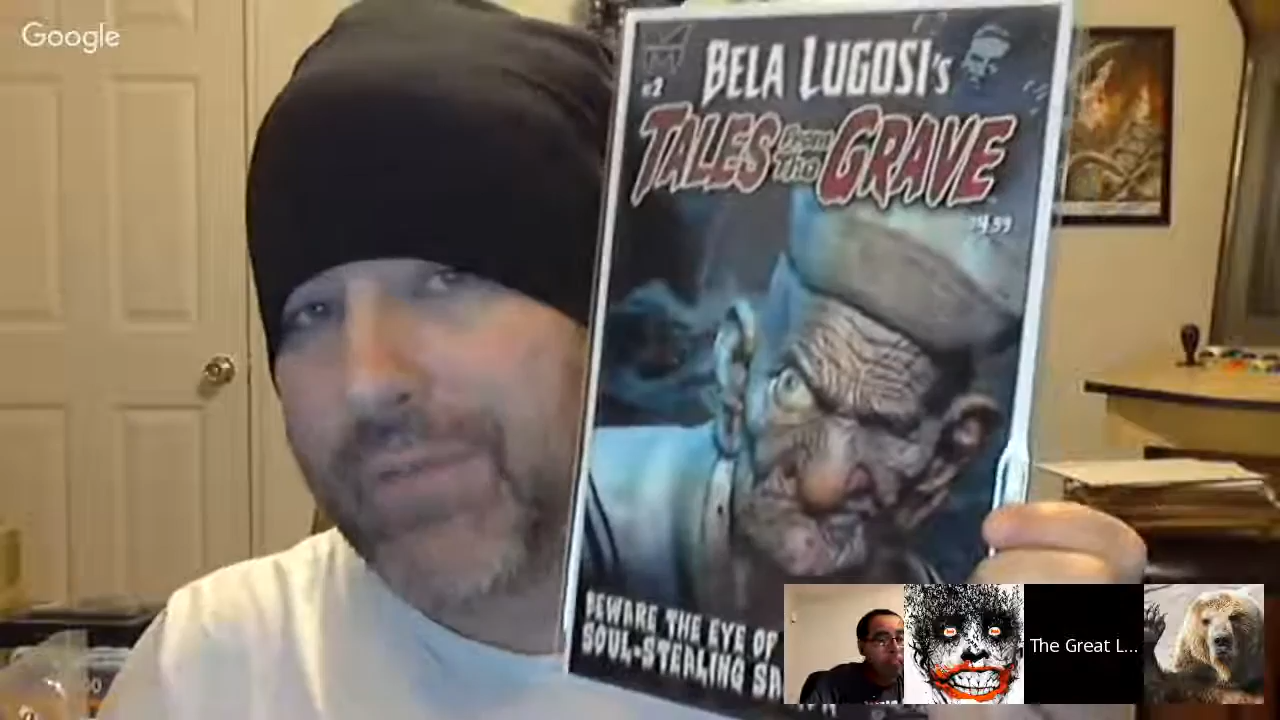 Google
#2
BELA LUGOSI's
TALES From The GRAVE
$4.99
BEWARE THE EYE OF
SOUL-STEALING
The Great L...